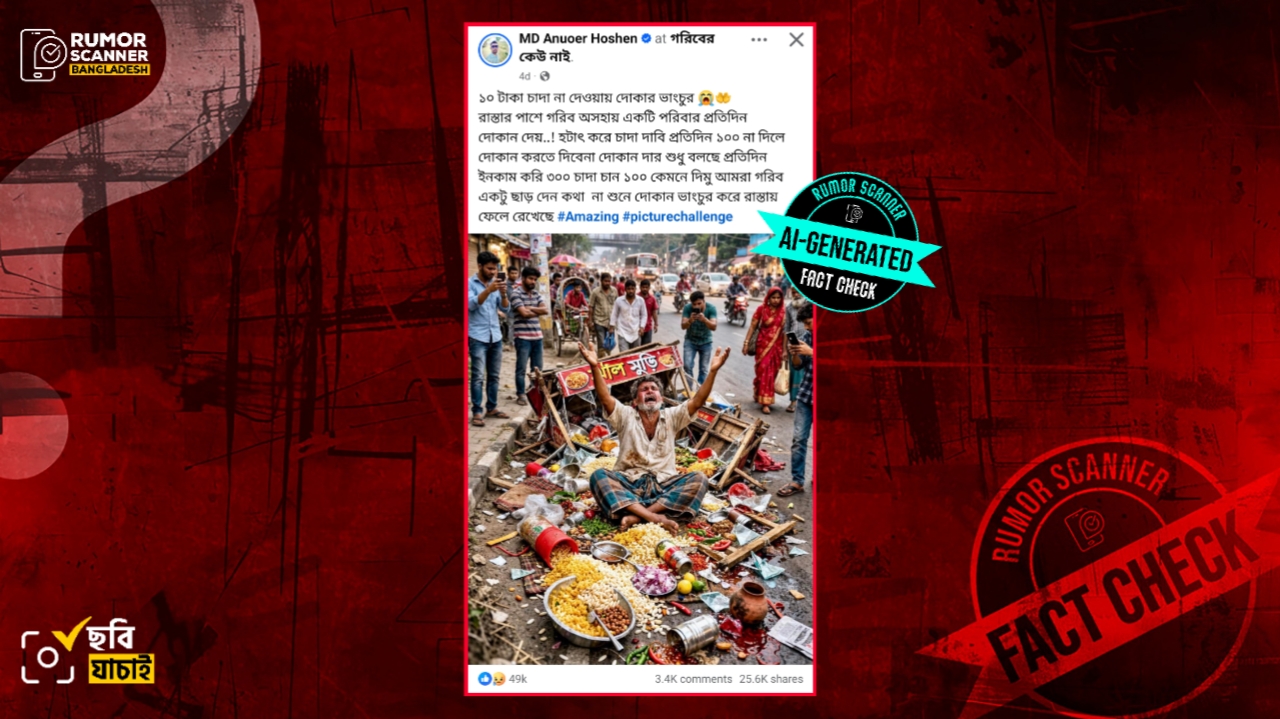 RUMOR
SCANNER
BANGLADESH
MD Anuoer Hoshen at গরিবের
কেউ নাই.
4d
১০ টাকা চাদা না দেওয়ায় দোকার ভাংচুর
রাস্তার পাশে গরিব অসহায় একটি পরিবার প্রতিদিন
দোকান দেয়..! হটাৎ করে চাদা দাবি প্রতিদিন ১০০ না দিলে
দোকান করতে দিবেনা দোকান দার শুধু বলছে প্রতিদিন
ইনকাম করি ৩০০ চাদা চান ১০০ কেমনে দিমু আমরা গরিব
একটু ছাড় দেন কথা না শুনে দোকান ভাংচুর করে রাস্তায়
ফেলে রেখেছে #Amazing #picturechallenge
RUMOR SCANNER
AI-GENERATED
FACT CHECK
ঝাল মুড়ি
49k 3.4K comments 25.6K shares
RUMOR SCANNER
FACT CHECK
ছবি
যাচাই